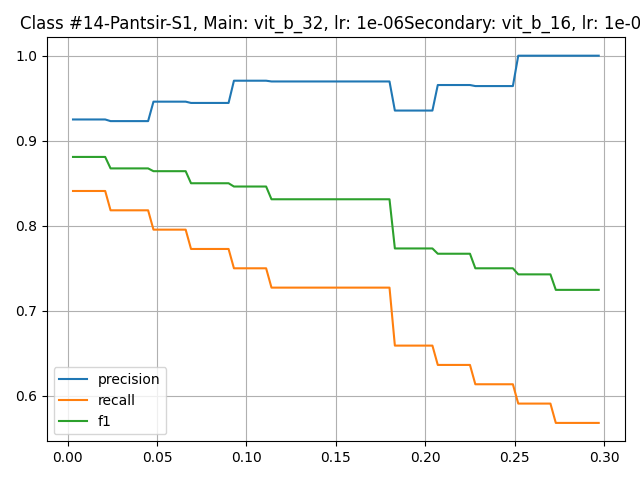 Class #14-Pantsir-S1, Main: vit_b_32, lr: 1e-06Secondary: vit_b_16, lr: 1e-0
1.0
0.9
0.8
0.7
0.6
precision
recall
f1
0.00 0.05 0.10 0.15 0.20 0.25 0.30